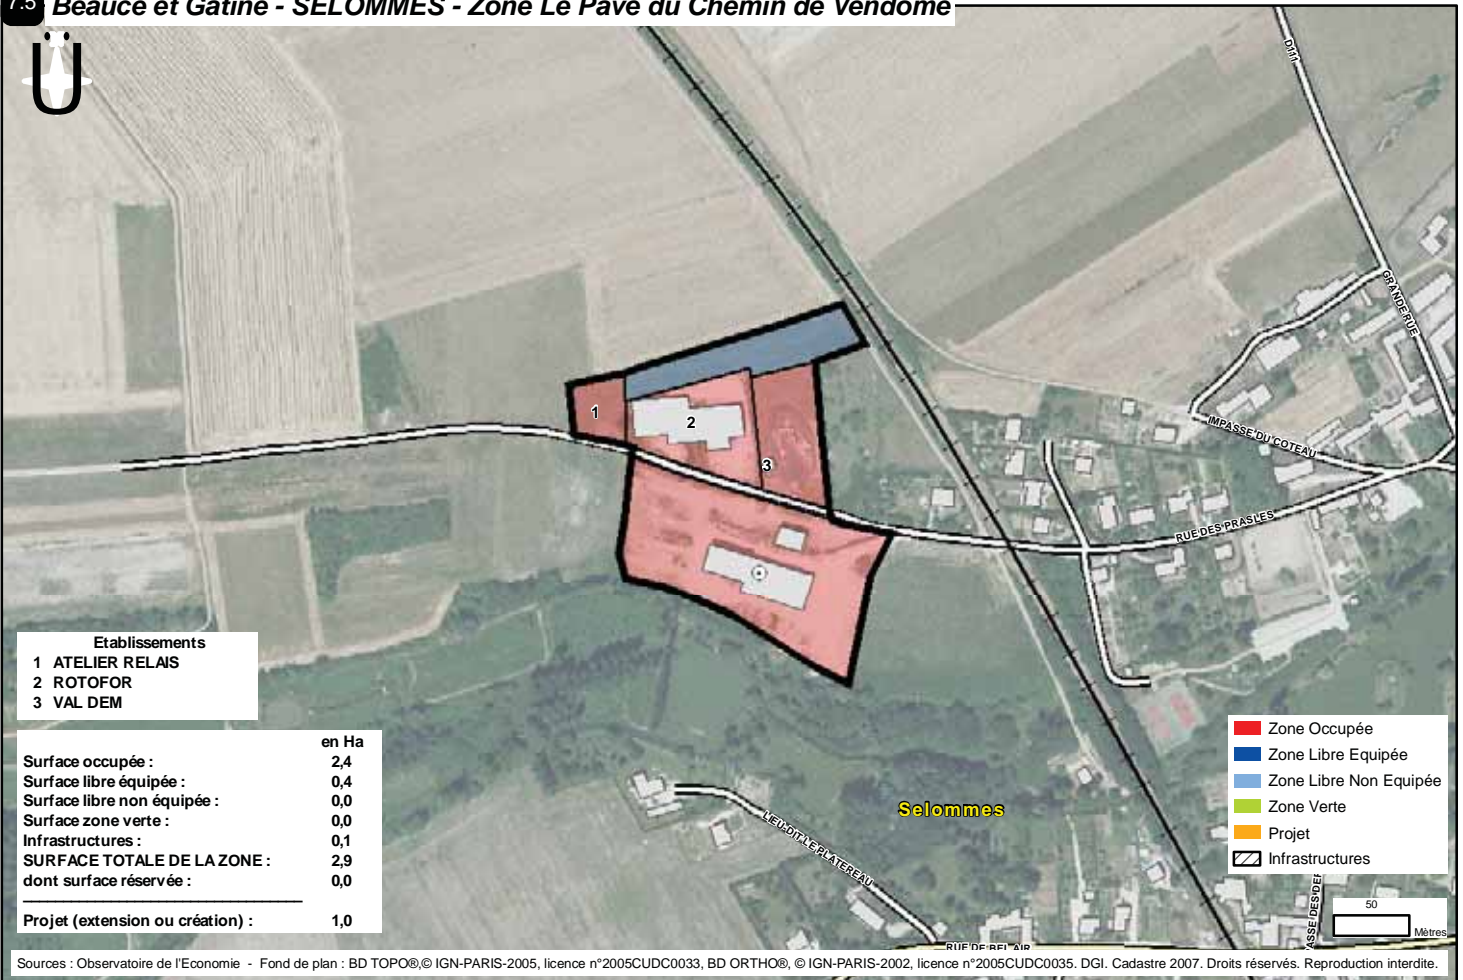 7.5 Beauce et Gâtine - SELOMMES - Zone Le Pavé du Chemin de Vendôme
D111
GRANDE RUE
IMPASSE DU COTEAU
RUE DES PRASLES
1
2
3
Etablissements
1 ATELIER RELAIS
2 ROTOFOR
3 VAL DEM
en Ha
Surface occupée : 2,4
Surface libre équipée : 0,4
Surface libre non équipée : 0,0
Surface zone verte : 0,0
Infrastructures : 0,1
SURFACE TOTALE DE LA ZONE : 2,9
dont surface réservée : 0,0
Projet (extension ou création) : 1,0
Selommes
LIEU-DIT LE PLATEREAU
RUE DE BEL AIR
Zone Occupée
Zone Libre Equipée
Zone Libre Non Equipée
Zone Verte
Projet
Infrastructures
50
Mètres
Sources : Observatoire de l'Economie - Fond de plan : BD TOPO®,© IGN-PARIS-2005, licence n°2005CUDC0033, BD ORTHO®, © IGN-PARIS-2002, licence n°2005CUDC0035. DGI. Cadastre 2007. Droits réservés. Reproduction interdite.